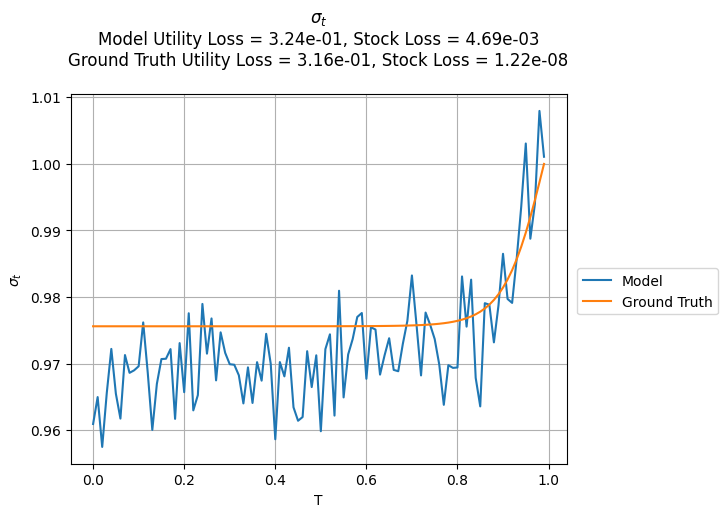 σt
Model Utility Loss = 3.24e-01, Stock Loss = 4.69e-03
Ground Truth Utility Loss = 3.16e-01, Stock Loss = 1.22e-08
1.01
1.00
0.99
0.98
0.97
0.96
σt
0.0 0.2 0.4 0.6 0.8 1.0
T
Model
Ground Truth